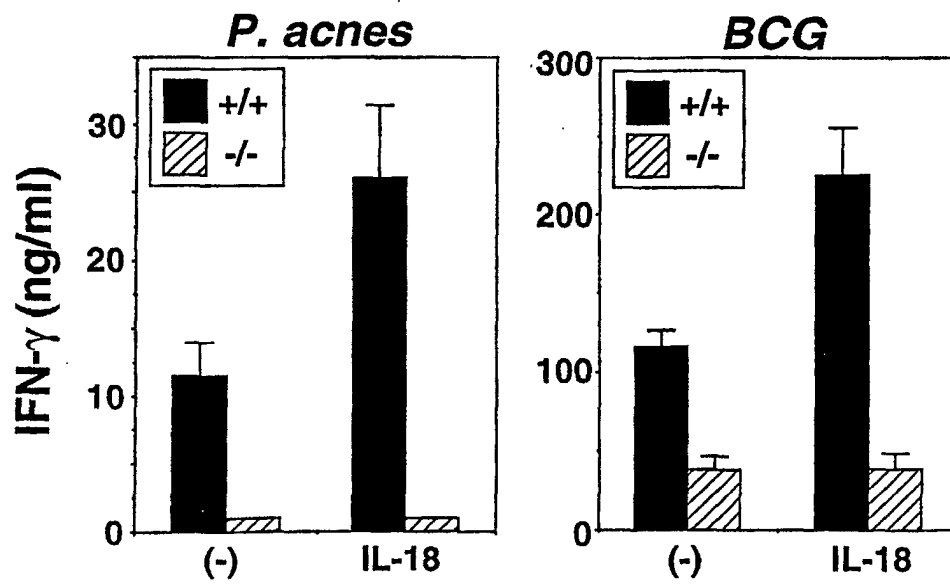 P. acnes
BCG
IFN-γ (ng/ml)
30
20
10
0
+/+
-/-
(-)
IL-18
300
200
100
0
+/+
-/-
(-)
IL-18